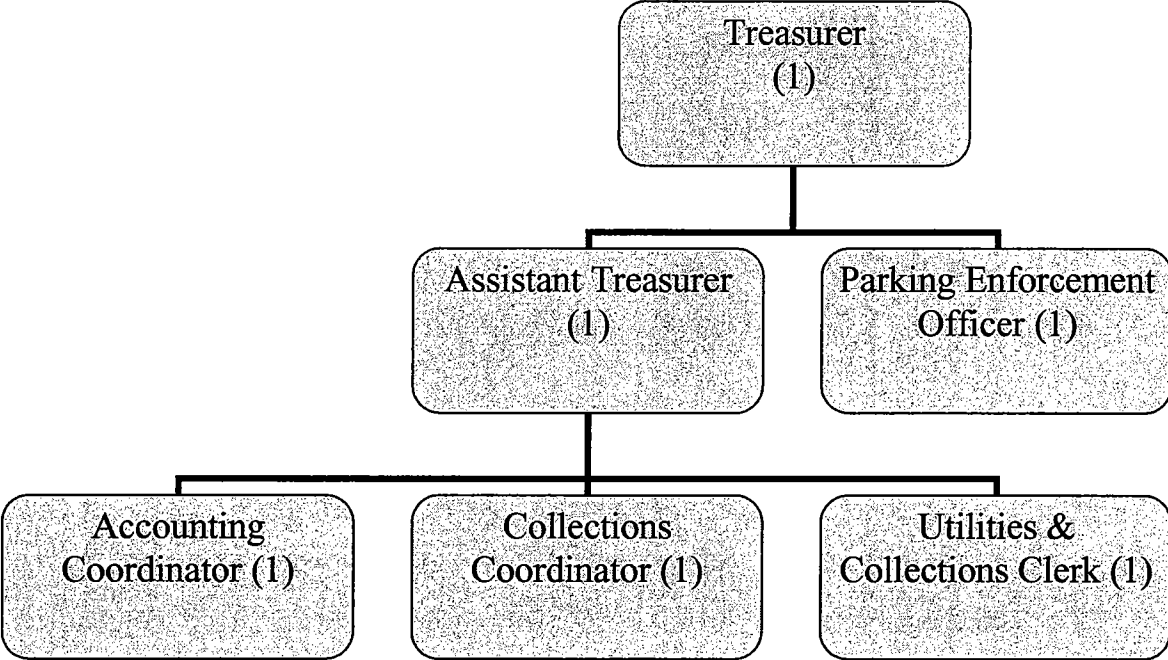 Treasurer
(1)
Assistant Treasurer
(1)
Parking Enforcement
Officer (1)
Accounting
Coordinator (1)
Collections
Coordinator (1)
Utilities &
Collections Clerk (1)